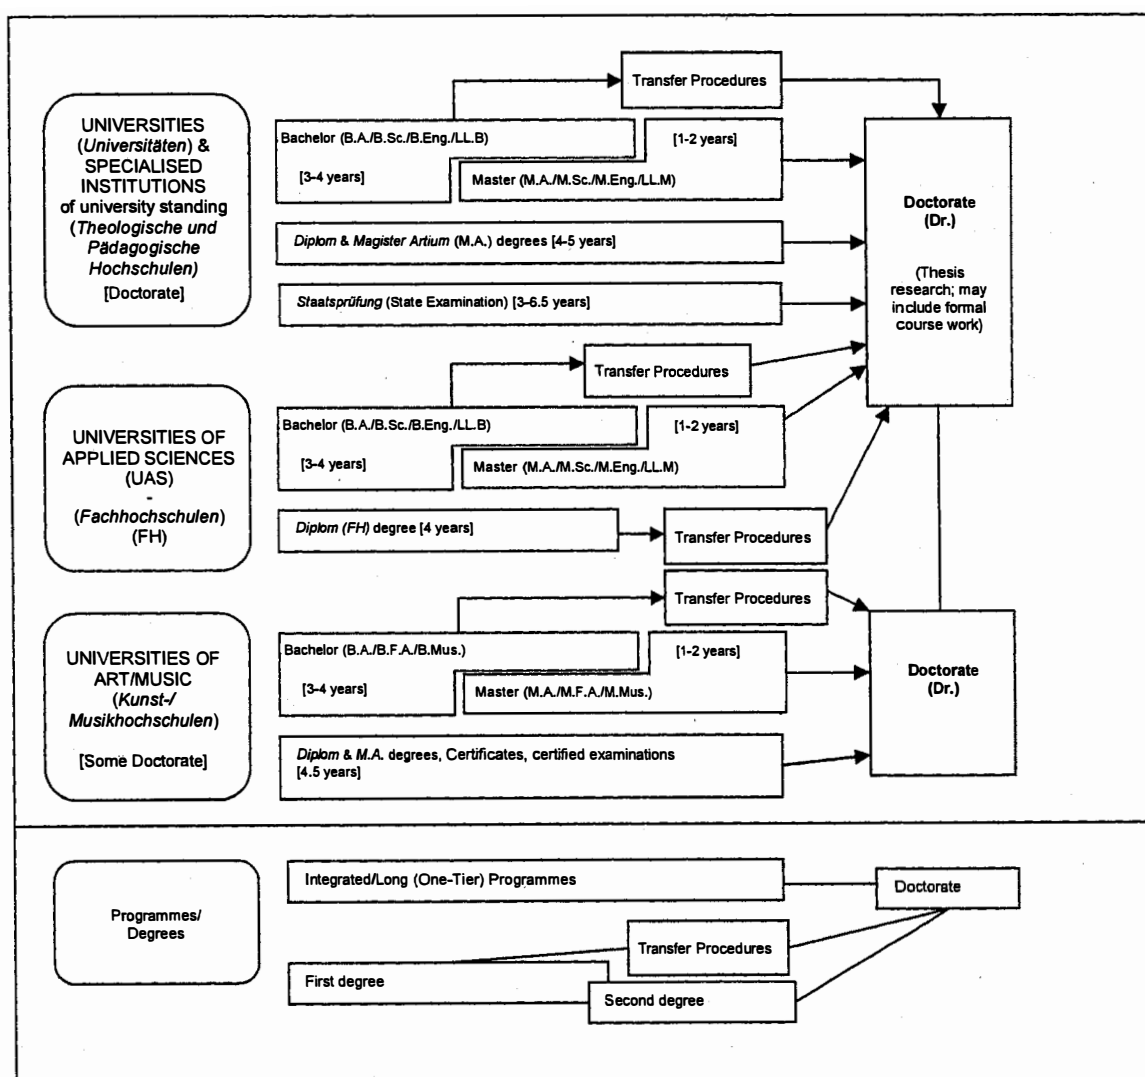 Transfer Procedures
UNIVERSITIES
(Universitäten) &
SPECIALISED
INSTITUTIONS
of university standing
(Theologische und
Pädagogische
Hochschulen)
[Doctorate]
Bachelor (B.A./B.Sc./B.Eng./LL.B)
[1-2 years]
[3-4 years]
Master (M.A./M.Sc./M.Eng./LL.M)
Diplom & Magister Artium (M.A.) degrees [4-5 years]
Staatsprüfung (State Examination) [3-6.5 years]
Doctorate
(Dr.)
(Thesis
research; may
include formal
course work)
Transfer Procedures
UNIVERSITIES OF
APPLIED SCIENCES
(UAS)
-
(Fachhochschulen)
(FH)
Bachelor (B.A./B.Sc./B.Eng./LL.B)
[1-2 years]
[3-4 years]
Master (M.A./M.Sc./M.Eng./LL.M)
Diplom (FH) degree [4 years]
Transfer Procedures
Transfer Procedures
UNIVERSITIES OF
ART/MUSIC
(Kunst-/
Musikhochschulen)
[Some Doctorate]
Bachelor (B.A./B.F.A./B.Mus.)
[1-2 years]
[3-4 years]
Master (M.A./M.F.A./M.Mus.)
Diplom & M.A. degrees, Certificates, certified examinations
[4.5 years]
Doctorate
(Dr.)
Programmes/
Degrees
Integrated/Long (One-Tier) Programmes
Doctorate
Transfer Procedures
First degree
Second degree